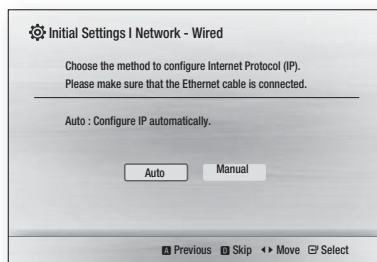 Initial Settings I Network - Wired
Choose the method to configure Internet Protocol (IP).
Please make sure that the Ethernet cable is connected.
Auto : Configure IP automatically.
Auto Manual
A Previous D Skip Move Select